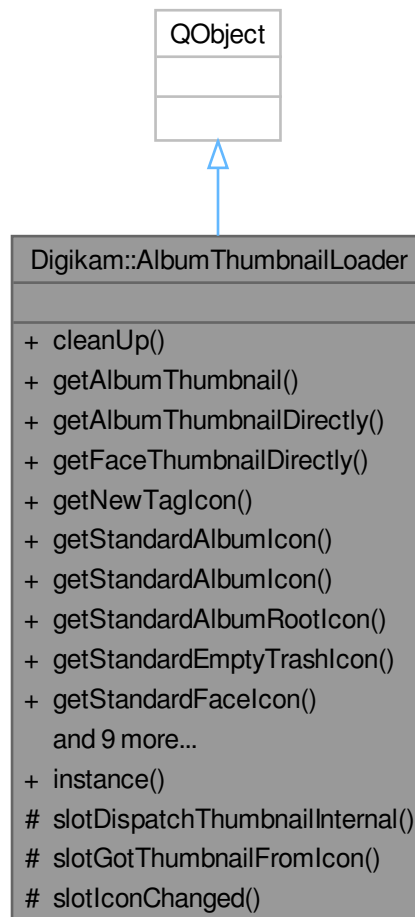 QObject
Digikam::AlbumThumbnailLoader
+ cleanUp()
+ getAlbumThumbnail()
+ getAlbumThumbnailDirectly()
+ getFaceThumbnailDirectly()
+ getNewTagIcon()
+ getStandardAlbumIcon()
+ getStandardAlbumIcon()
+ getStandardAlbumRootIcon()
+ getStandardEmptyTrashIcon()
+ getStandardFaceIcon()
and 9 more...
+ instance()
# slotDispatchThumbnailInternal()
# slotGotThumbnailFromIcon()
# slotIconChanged()